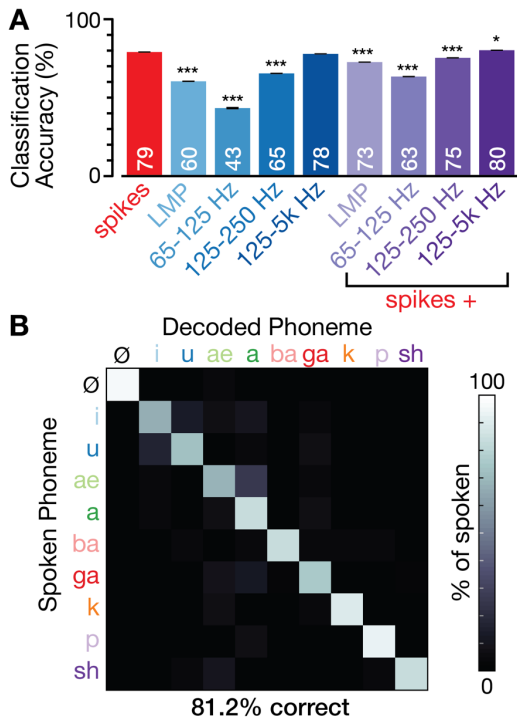 A
Classification
Accuracy (%)
100
0
*** *** *** *** *** *** *
79 60 43 65 78 73 63 75 80
spikes
LMP
65-125 Hz
125-250 Hz
125-5k Hz
LMP
65-125 Hz
125-250 Hz
125-5k Hz
spikes +
B
Decoded Phoneme
Ø i u ae a ba ga k p sh
Spoken Phoneme
Ø
i
u
ae
a
ba
ga
k
p
sh
100
% of spoken
0
81.2% correct